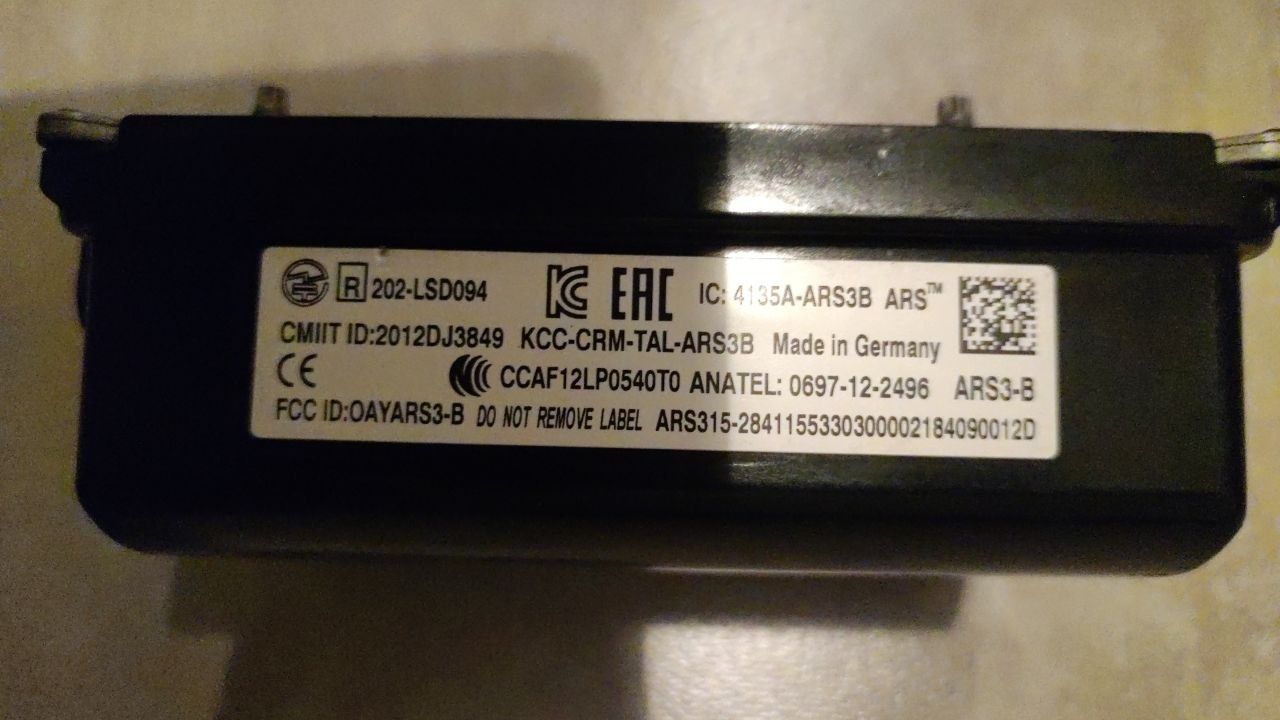 R 202-LSD094 KC EAC IC: 4135A-ARS3B ARS™
CMIIT ID:2012DJ3849 KCC-CRM-TAL-ARS3B Made in Germany
CE CCAF12LP0540T0 ANATEL: 0697-12-2496 ARS3-B
FCC ID:OAYARS3-B DO NOT REMOVE LABEL ARS315-2841155330300002184090012D